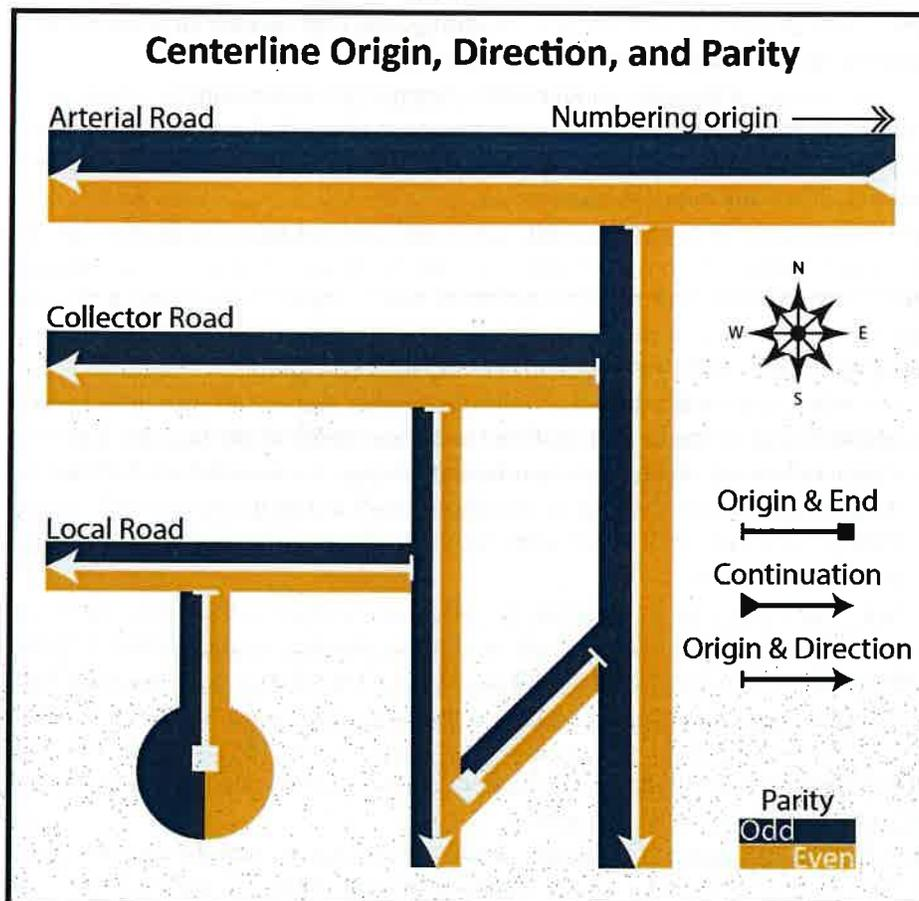 Centerline Origin, Direction, and Parity
Arterial Road
Numbering origin
N
W E
S
Collector Road
Origin & End
Continuation
Local Road
Origin & Direction
Parity
Odd
Even